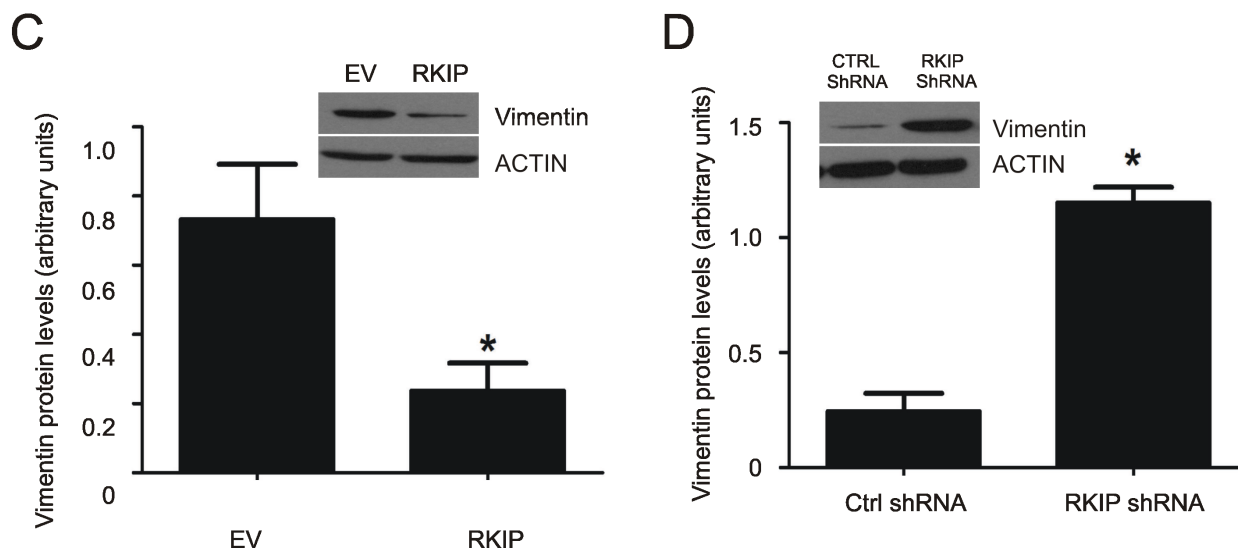 C
EV RKIP
Vimentin
ACTIN
Vimentin protein levels (arbitrary units)
1.0
0.8
0.6
0.4
0.2
0
*
EV RKIP
D
CTRL ShRNA
RKIP ShRNA
Vimentin
ACTIN
Vimentin protein levels (arbitrary units)
1.5
1.0
0.5
0
*
Ctrl shRNA RKIP shRNA